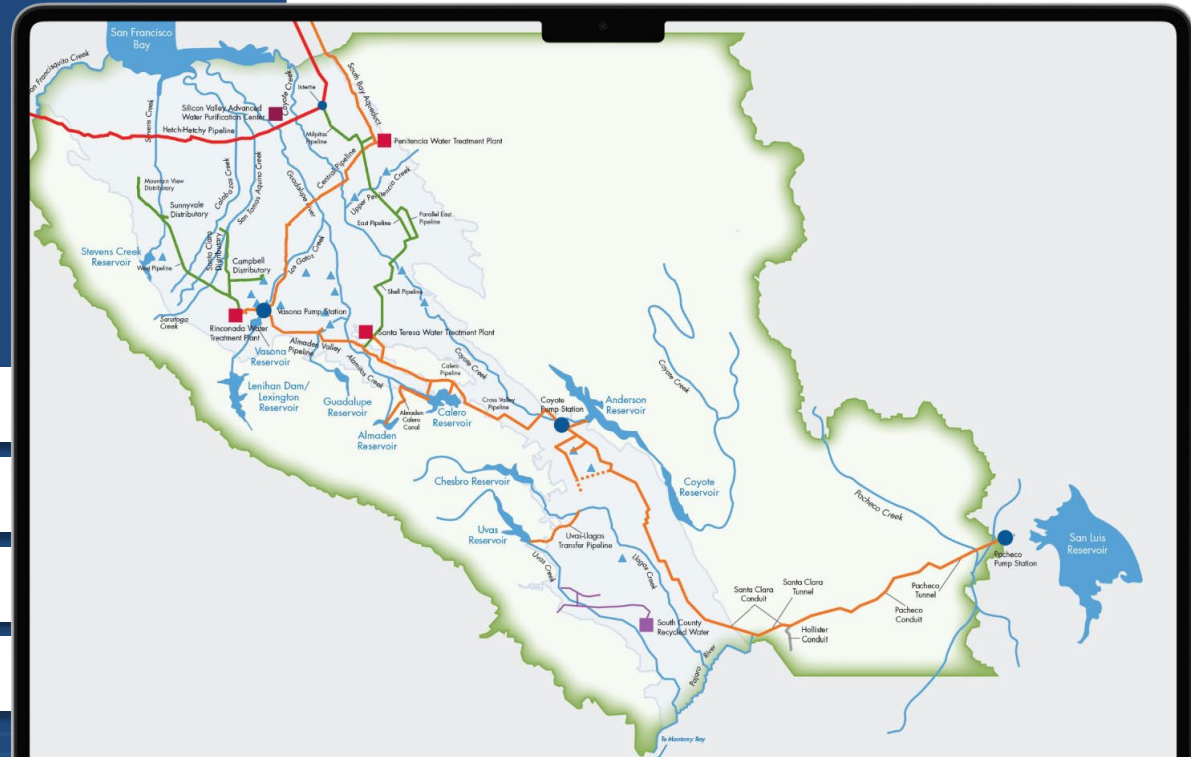 San Francisco
Bay
San Francisquito Creek
Stevens Creek
Silicon Valley Advanced
Water Purification Center
Coyote Creek
Intertie
South Bay Aqueduct
Hetch-Hetchy Pipeline
Milpitas
Pipeline
Penitencia Water Treatment Plant
Mountain View
Distributary
Sunnyvale
Distributary
Calabazas Creek
San Tomas Aquino Creek
Guadalupe River
Central Pipeline
Upper Penitencia Creek
East Pipeline
Parallel East
Pipeline
Stevens Creek
Reservoir
West Pipeline
Santa Clara
Distributary
Campbell
Distributary
Los Gatos Creek
Shell Pipeline
Saratoga
Creek
Rinconada Water
Treatment Plant
Vasona Pump Station
Santa Teresa Water Treatment Plant
Vasona
Reservoir
Almaden Valley
Pipeline
Alamitos Creek
Calero
Pipeline
Coyote Creek
Coyote Creek
Lenihan Dam/
Lexington
Reservoir
Guadalupe
Reservoir
Almaden
Calero
Canal
Calero
Reservoir
Cross Valley
Pipeline
Coyote
Pump Station
Anderson
Reservoir
Almaden
Reservoir
Chesbro Reservoir
Coyote
Reservoir
Pacheco Creek
Uvas
Reservoir
Uvas-Llagas
Transfer Pipeline
Uvas Creek
Llagas Creek
San Luis
Reservoir
Pacheco
Pump Station
Santa Clara
Conduit
Santa Clara
Tunnel
Pacheco
Tunnel
Pacheco
Conduit
Hollister
Conduit
South County
Recycled Water
Pajaro River
To Monterey Bay